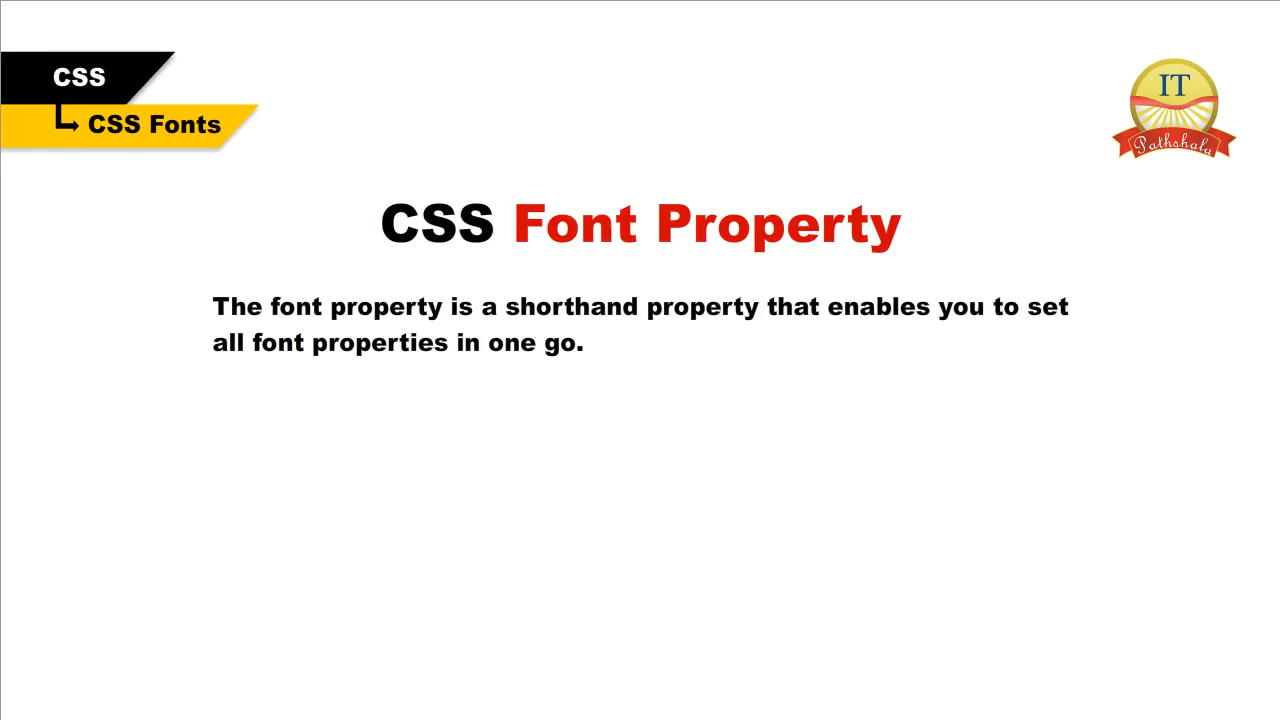 CSS
CSS Fonts
IT
Pathshala
CSS Font Property
The font property is a shorthand property that enables you to set
all font properties in one go.